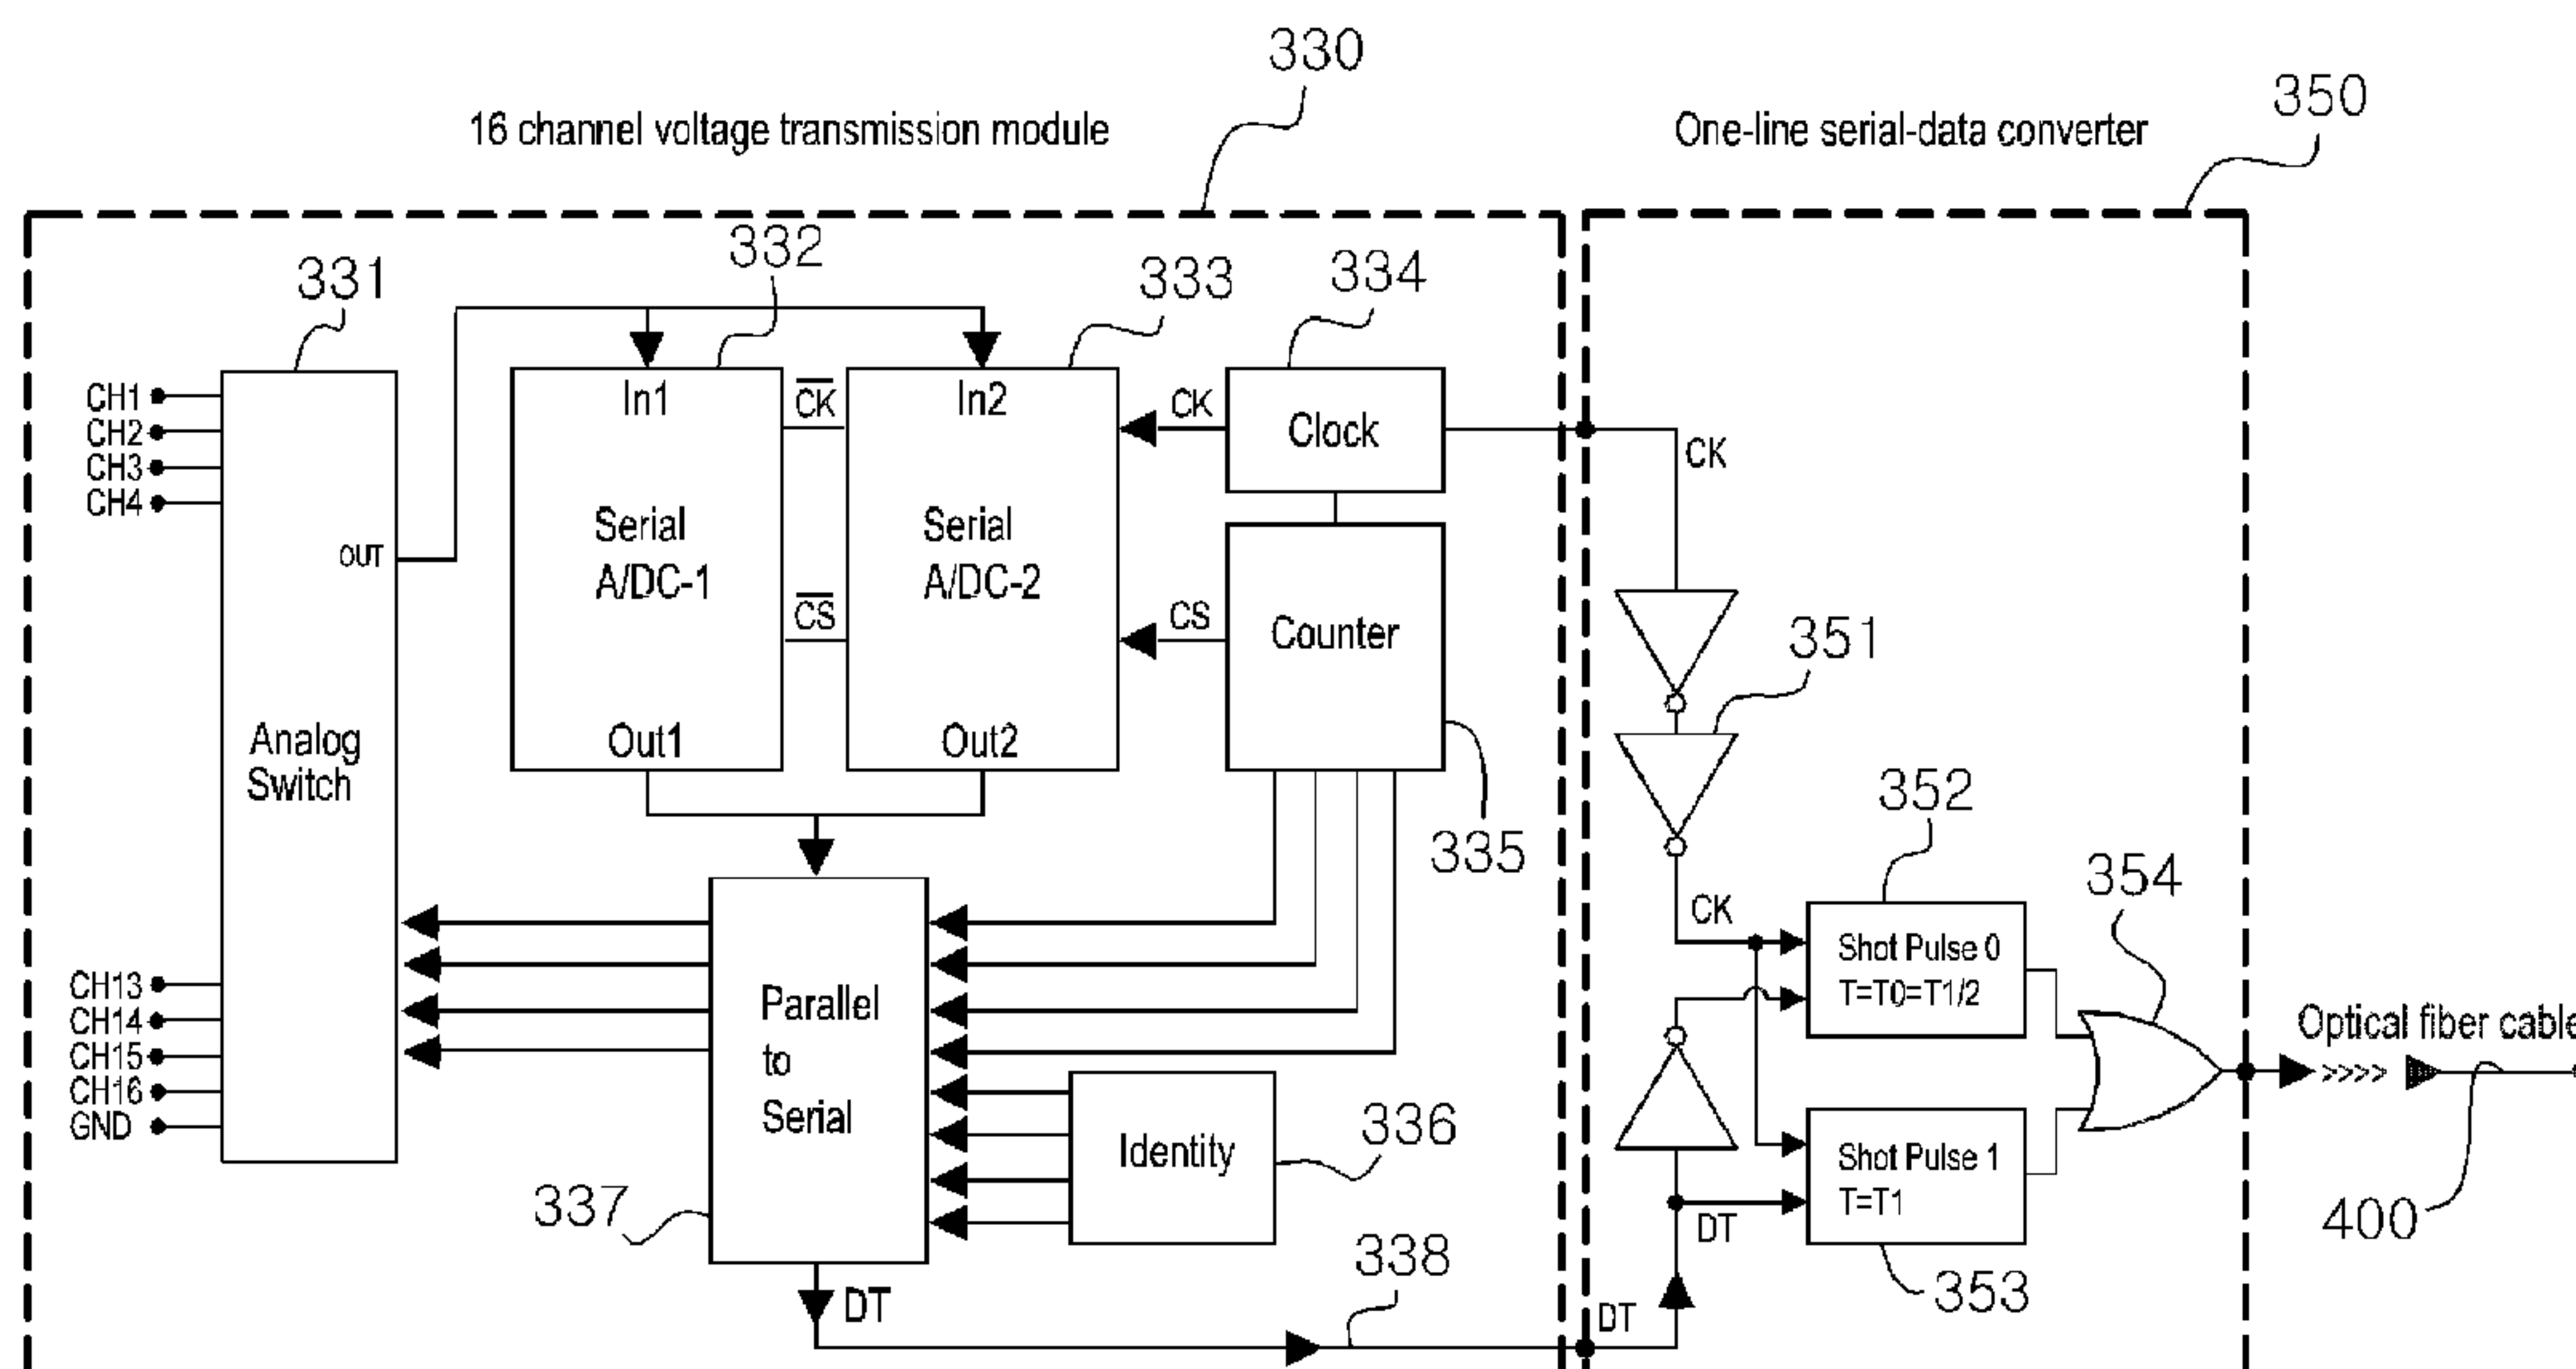 330
350
16 channel voltage transmission module
One-line serial-data converter
331
332
333
334
CH1
CH2
CH3
CH4
OUT
Analog
Switch
CH13
CH14
CH15
CH16
GND
In1
Serial
A/DC-1
Out1
C̅K̅
C̅S̅
In2
Serial
A/DC-2
Out2
CK
CS
Clock
Counter
335
CK
351
352
354
CK
Shot Pulse 0
T=T0=T1/2
Optical fiber cable
Parallel
to
Serial
337
Identity
336
Shot Pulse 1
T=T1
DT
353
400
338
DT
DT